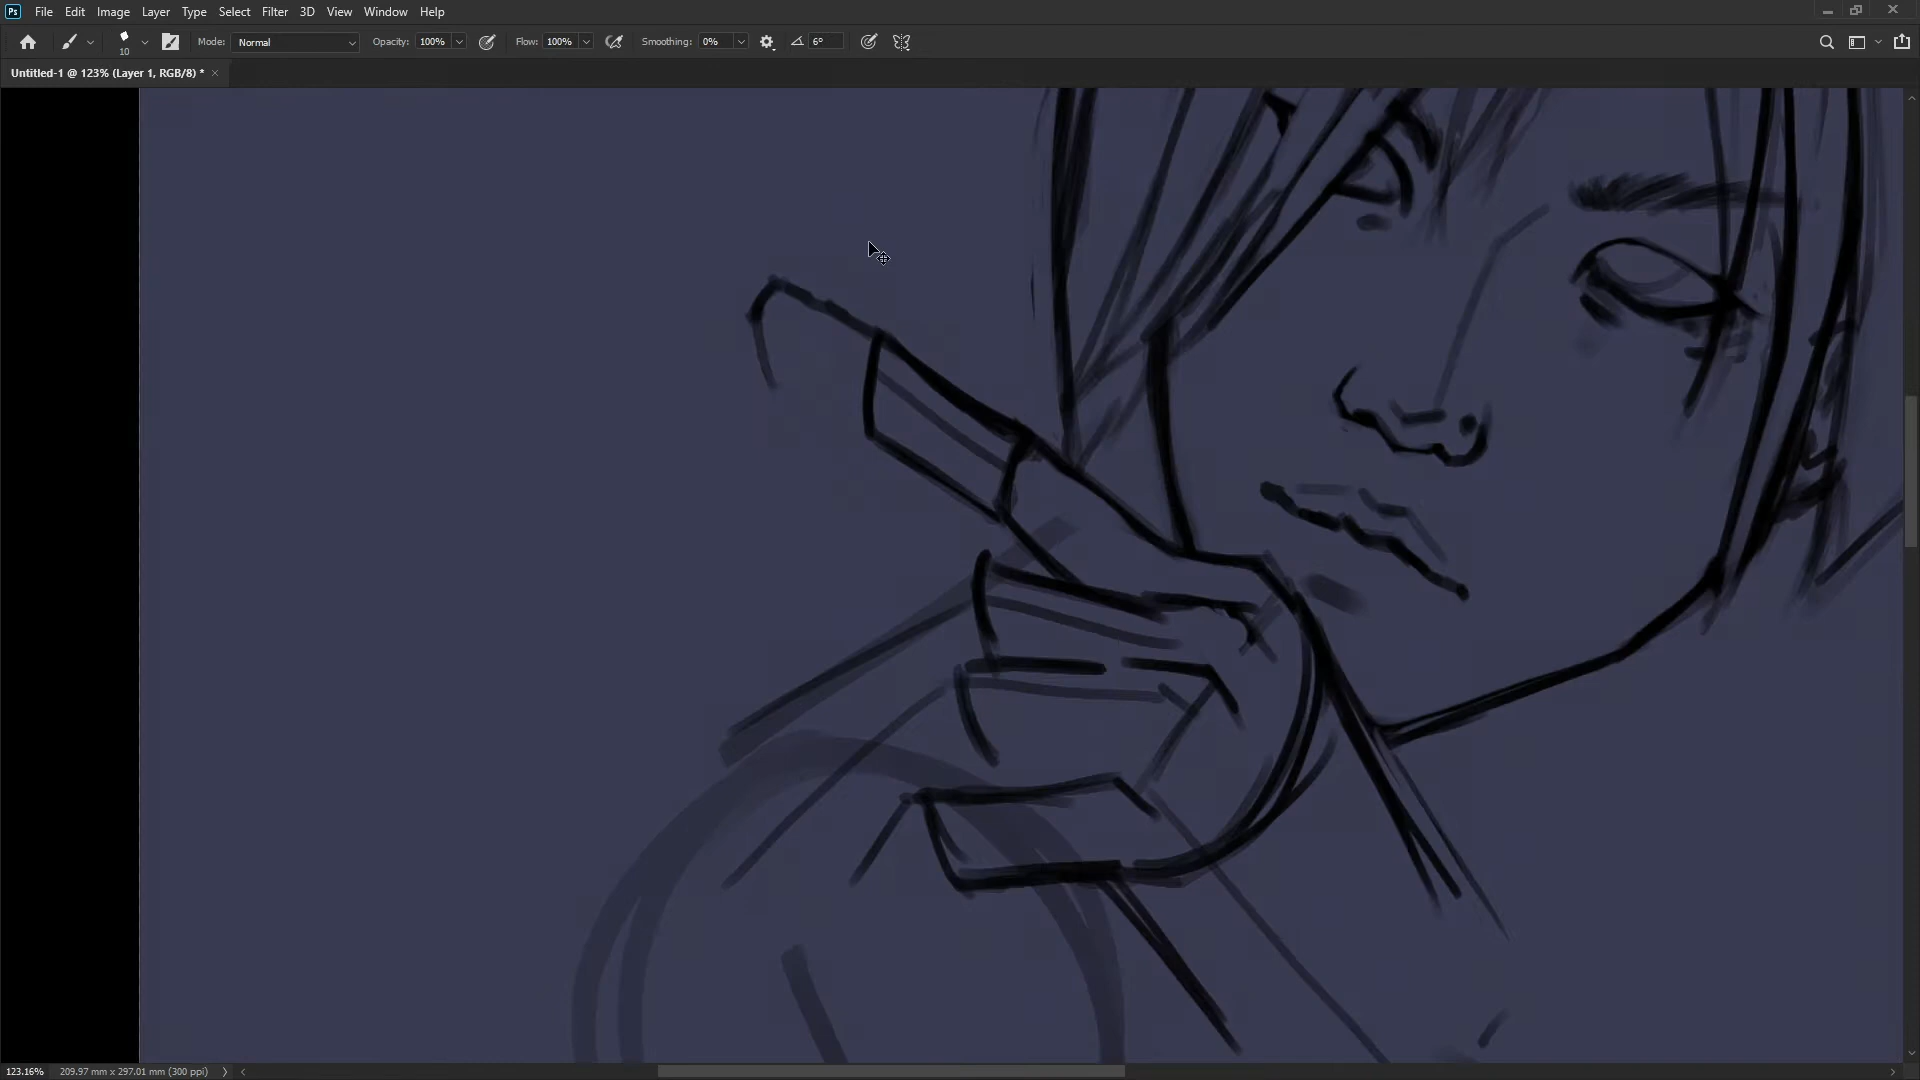 Ps File Edit Image Layer Type Select Filter 3D View Window Help
10 Mode: Normal Opacity: 100% Flow: 100% Smoothing: 0% 6°
Untitled-1 @ 123% (Layer 1, RGB/8) *
123.16% 209.97 mm x 297.01 mm (300 ppi)